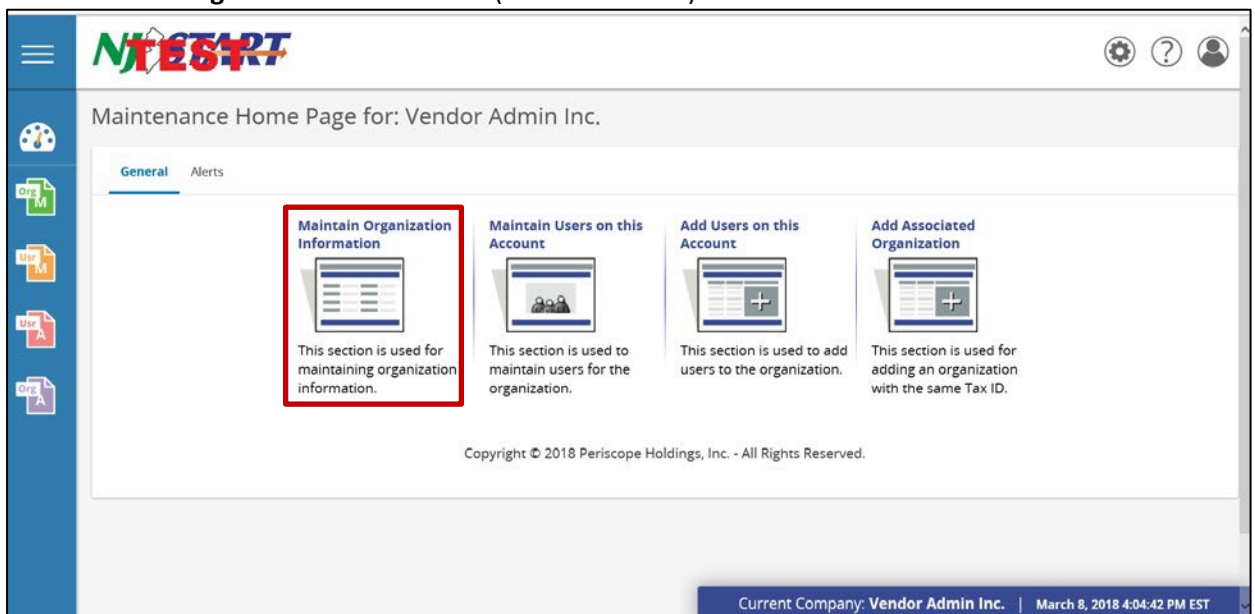 NJSTART
TEST
?
Maintenance Home Page for: Vendor Admin Inc.
General Alerts
Org
M
Usr
M
Usr
A
Org
A
Maintain Organization
Information
This section is used for
maintaining organization
information.
Maintain Users on this
Account
This section is used to
maintain users for the
organization.
Add Users on this
Account
This section is used to add
users to the organization.
Add Associated
Organization
This section is used for
adding an organization
with the same Tax ID.
Copyright © 2018 Periscope Holdings, Inc. - All Rights Reserved.
Current Company: Vendor Admin Inc. | March 8, 2018 4:04:42 PM EST